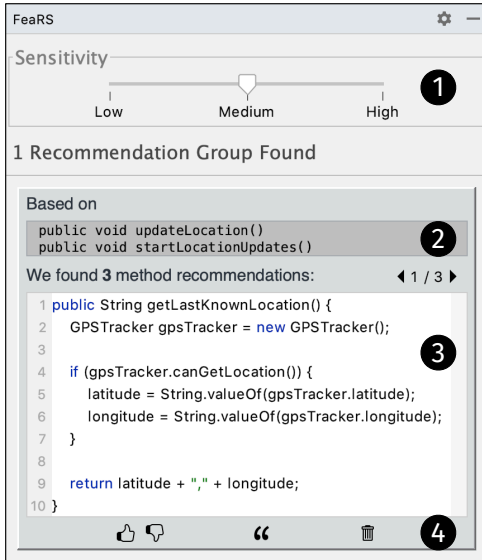 FeaRS
Sensitivity
Low Medium High
1
1 Recommendation Group Found
Based on
public void updateLocation()
public void startLocationUpdates()
2
We found 3 method recommendations: 1 / 3
1 public String getLastKnownLocation() {
2 GPSTracker gpsTracker = new GPSTracker();
3
3
4 if (gpsTracker.canGetLocation()) {
5 latitude = String.valueOf(gpsTracker.latitude);
6 longitude = String.valueOf(gpsTracker.longitude);
7 }
8
9 return latitude + "," + longitude;
10 }
4